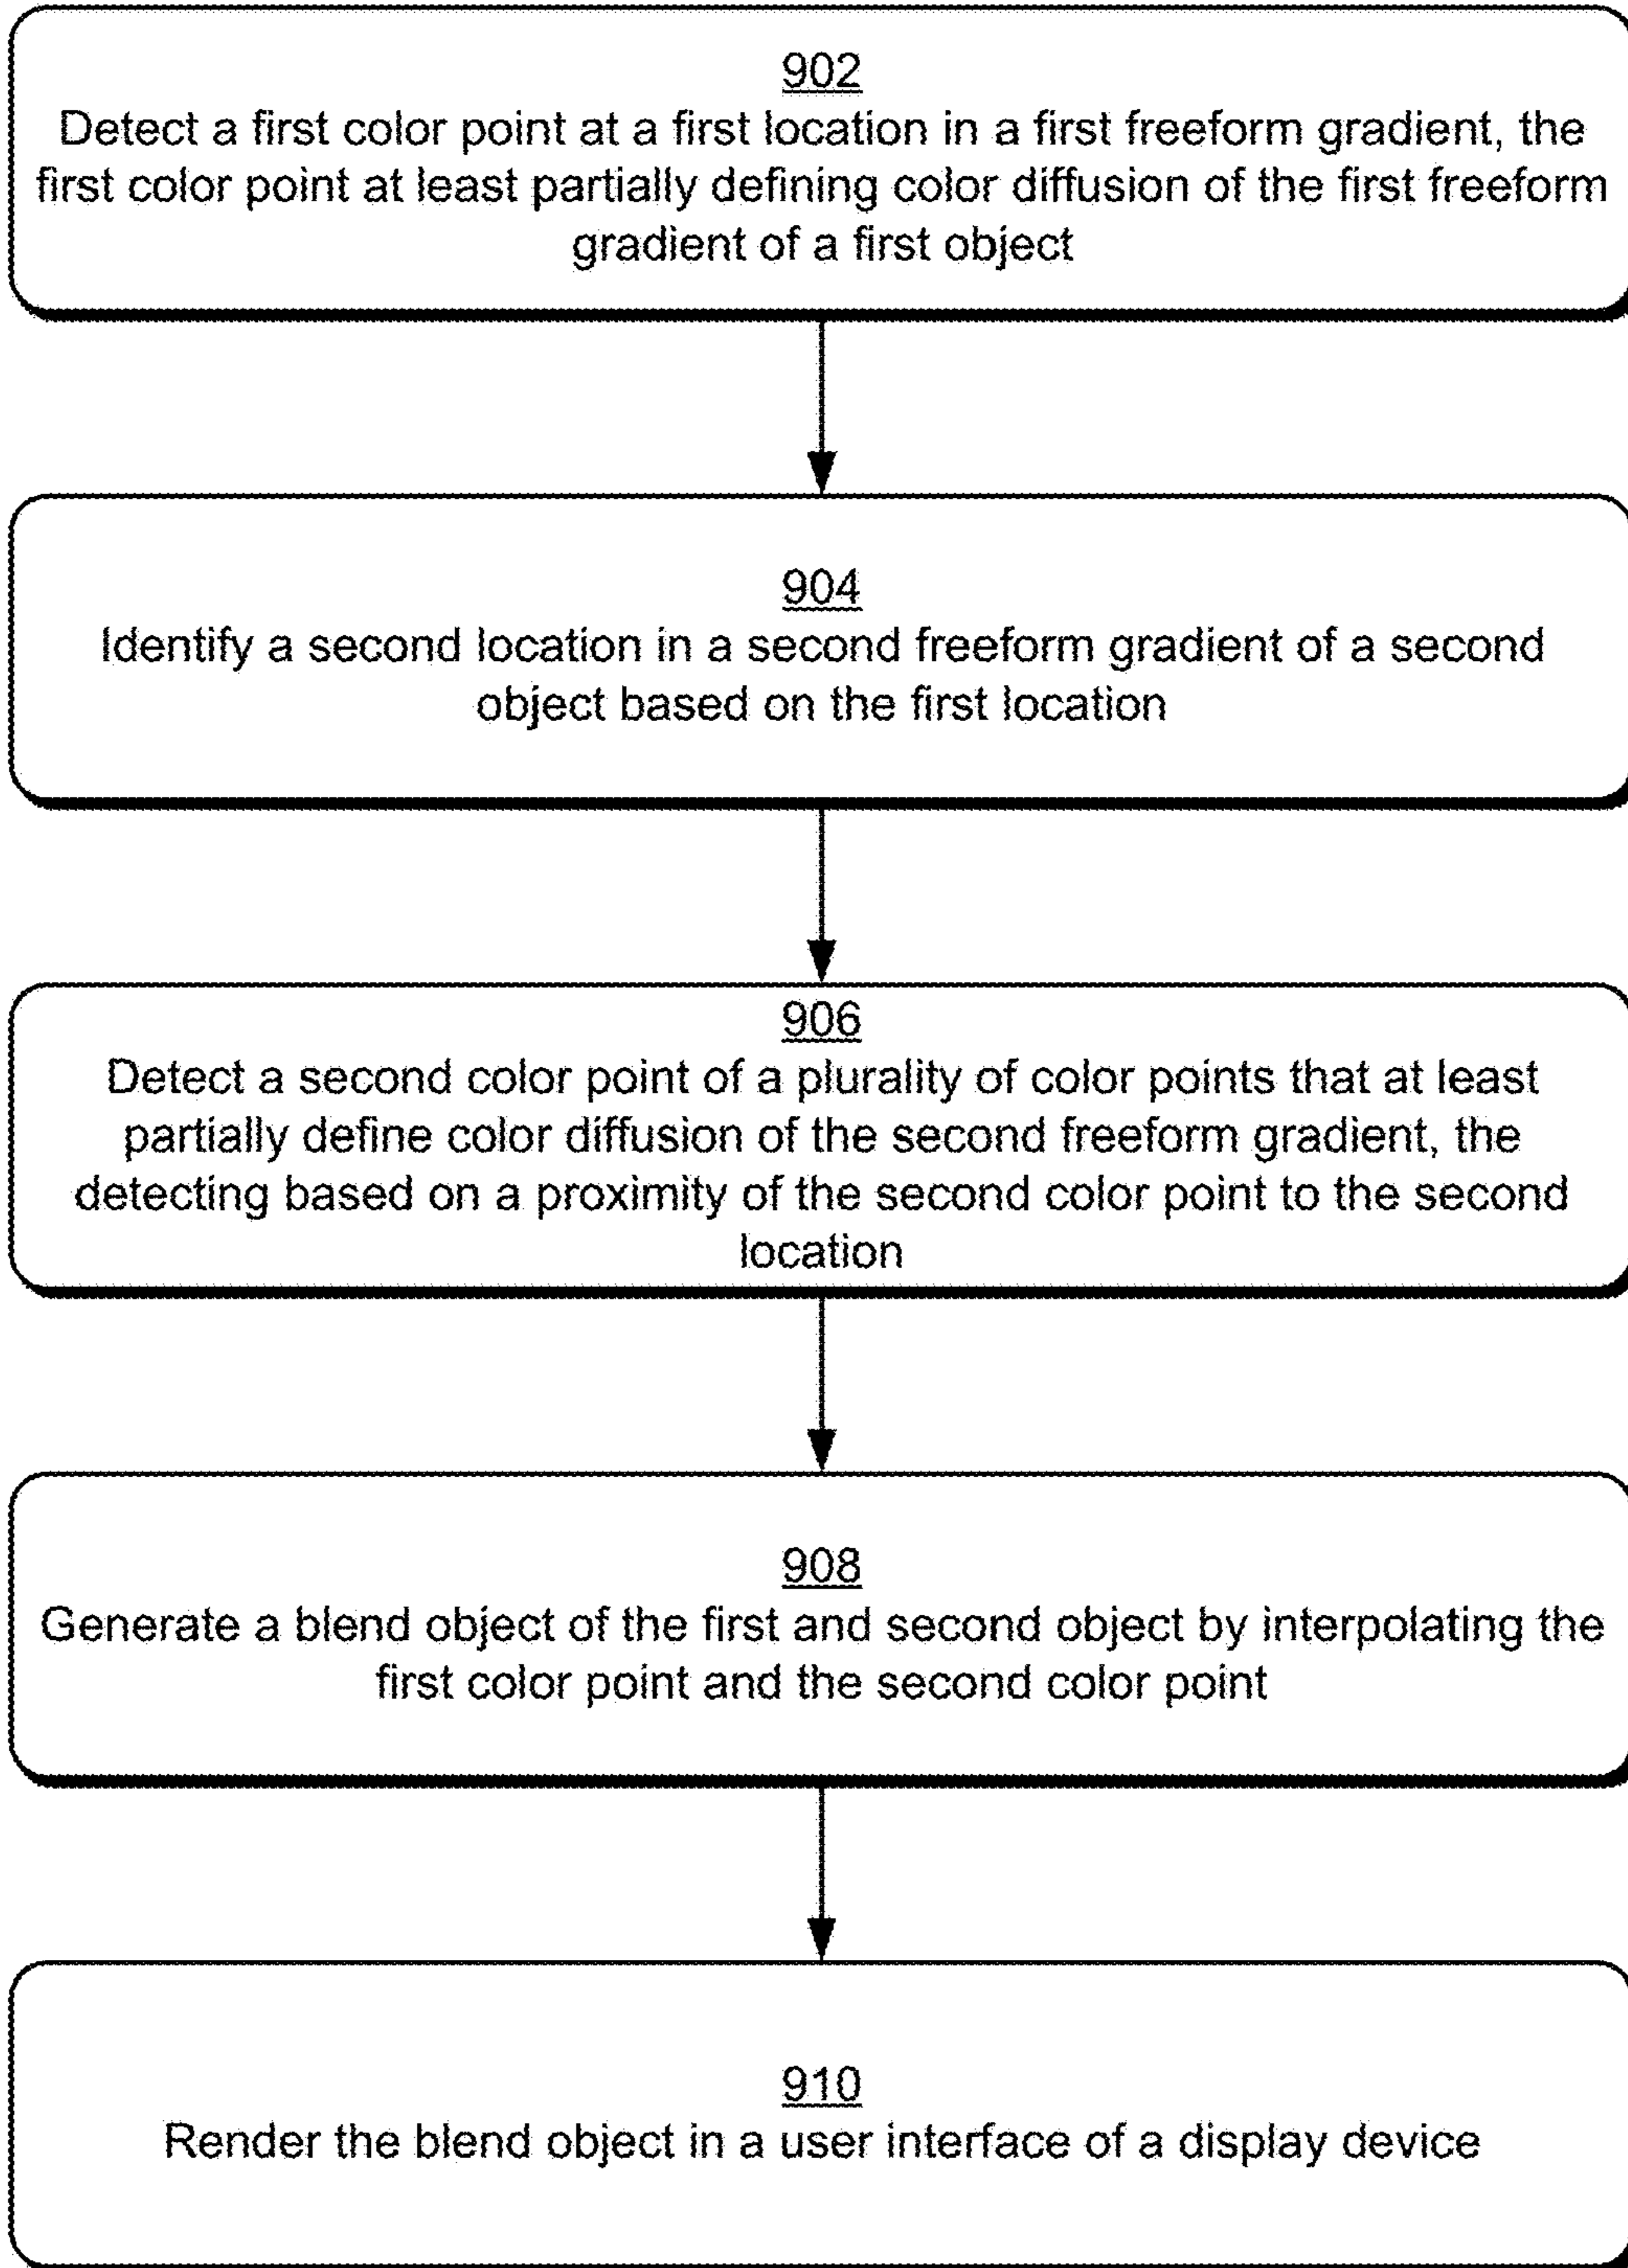 902
Detect a first color point at a first location in a first freeform gradient, the
first color point at least partially defining color diffusion of the first freeform
gradient of a first object
904
Identify a second location in a second freeform gradient of a second
object based on the first location
906
Detect a second color point of a plurality of color points that at least
partially define color diffusion of the second freeform gradient, the
detecting based on a proximity of the second color point to the second
location
908
Generate a blend object of the first and second object by interpolating the
first color point and the second color point
910
Render the blend object in a user interface of a display device